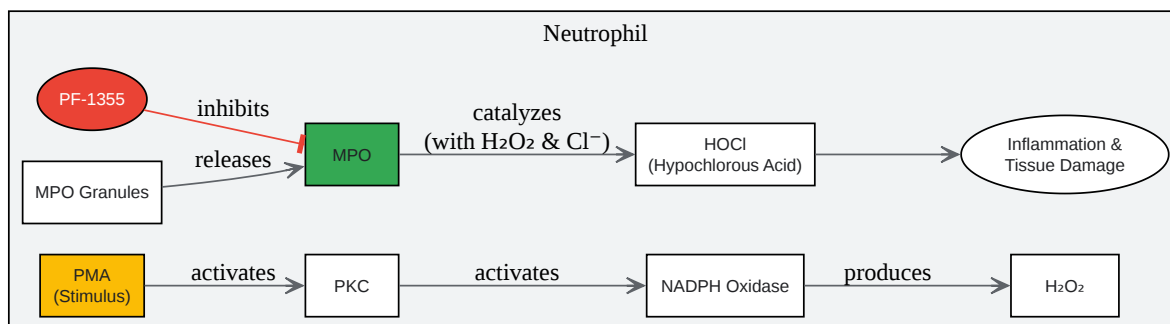 Neutrophil
PF-1355
inhibits
MPO Granules
releases
MPO
catalyzes
(with H₂O₂ & Cl⁻)
HOCl
(Hypochlorous Acid)
Inflammation &
Tissue Damage
PMA
(Stimulus)
activates
PKC
activates
NADPH Oxidase
produces
H₂O₂